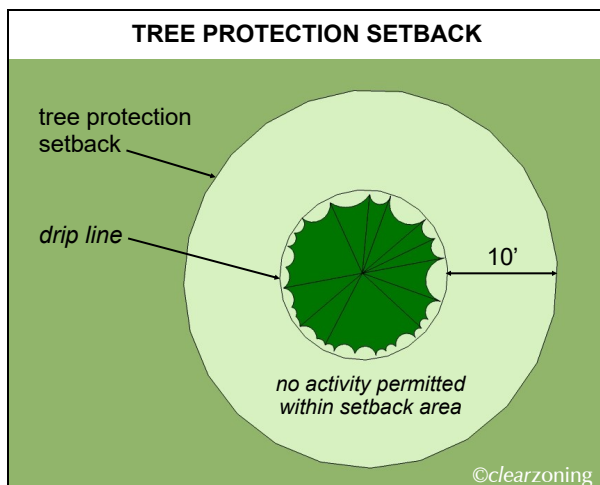 TREE PROTECTION SETBACK
tree protection
setback
drip line
10’
no activity permitted
within setback area
©clearzoning